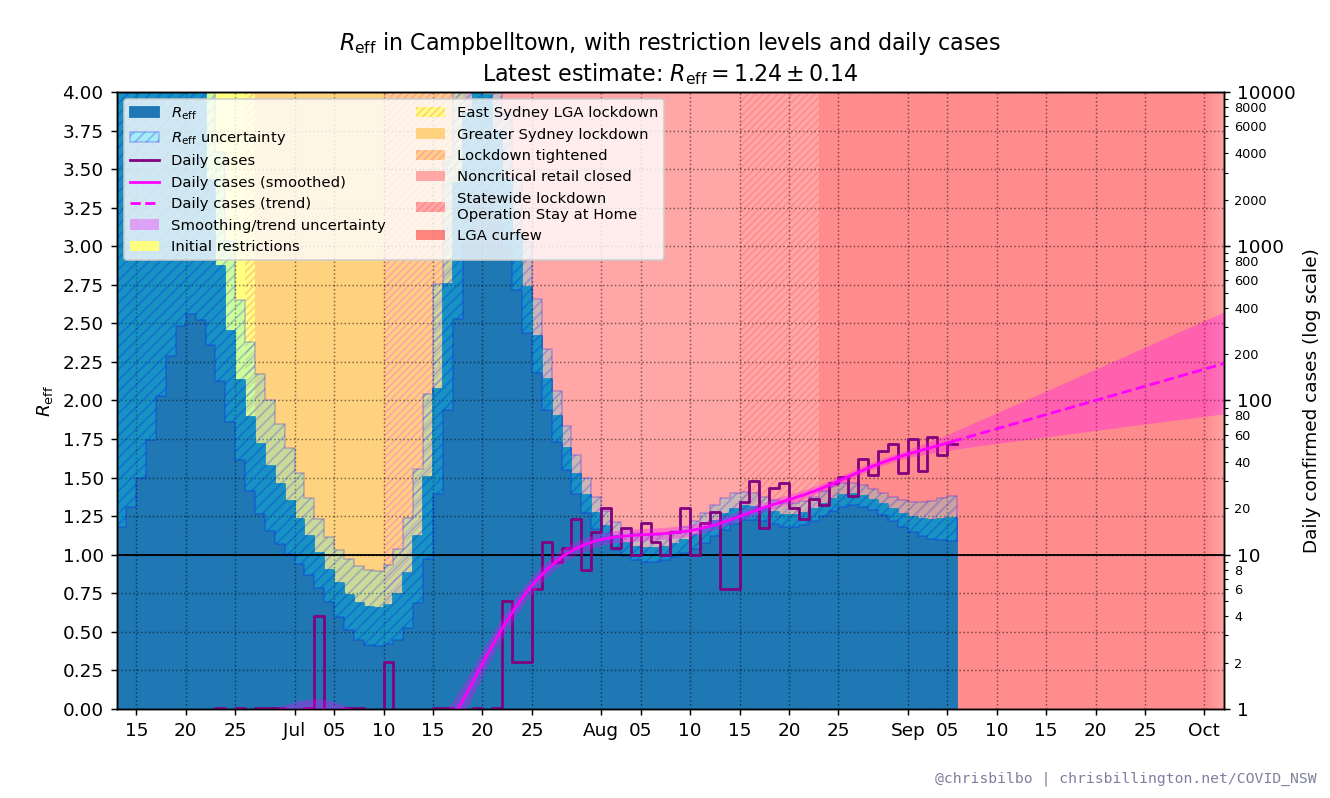 R_eff in Campbelltown, with restriction levels and daily cases
Latest estimate: R_eff = 1.24 ± 0.14
R_eff
R_eff uncertainty
Daily cases
Daily cases (smoothed)
Daily cases (trend)
Smoothing/trend uncertainty
Initial restrictions
East Sydney LGA lockdown
Greater Sydney lockdown
Lockdown tightened
Noncritical retail closed
Statewide lockdown
Operation Stay at Home
LGA curfew
4.00
3.75
3.50
3.25
3.00
2.75
2.50
2.25
2.00
1.75
1.50
1.25
1.00
0.75
0.50
0.25
0.00
R_eff
10000
8000
6000
4000
2000
1000
800
600
400
200
100
80
60
40
20
10
8
6
4
2
1
Daily confirmed cases (log scale)
15 20 25 Jul 05 10 15 20 25 Aug 05 10 15 20 25 Sep 05 10 15 20 25 Oct
@chrisbilbo | chrisbillington.net/COVID_NSW